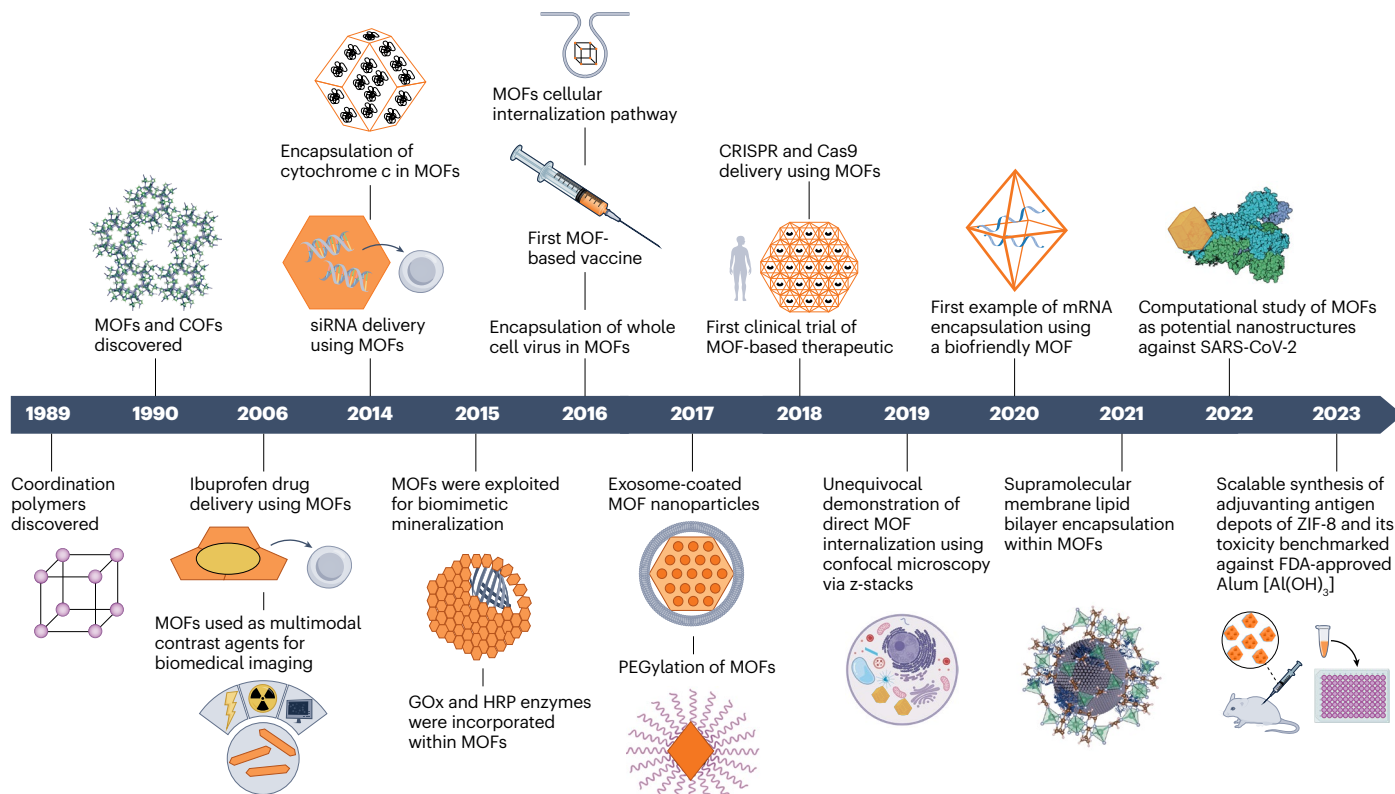 MOFs cellular
internalization pathway
Encapsulation of
cytochrome c in MOFs
CRISPR and Cas9
delivery using MOFs
First MOF-
based vaccine
MOFs and COFs
discovered
siRNA delivery
using MOFs
Encapsulation of whole
cell virus in MOFs
First clinical trial of
MOF-based therapeutic
First example of mRNA
encapsulation using
a biofriendly MOF
Computational study of MOFs
as potential nanostructures
against SARS-CoV-2
1989 1990 2006 2014 2015 2016 2017 2018 2019 2020 2021 2022 2023
Coordination
polymers
discovered
Ibuprofen drug
delivery using MOFs
MOFs used as multimodal
contrast agents for
biomedical imaging
MOFs were exploited
for biomimetic
mineralization
GOx and HRP enzymes
were incorporated
within MOFs
Exosome-coated
MOF nanoparticles
PEGylation of MOFs
Unequivocal
demonstration of
direct MOF
internalization using
confocal microscopy
via z-stacks
Supramolecular
membrane lipid
bilayer encapsulation
within MOFs
Scalable synthesis of
adjuvanting antigen
depots of ZIF-8 and its
toxicity benchmarked
against FDA-approved
Alum [Al(OH)₃]